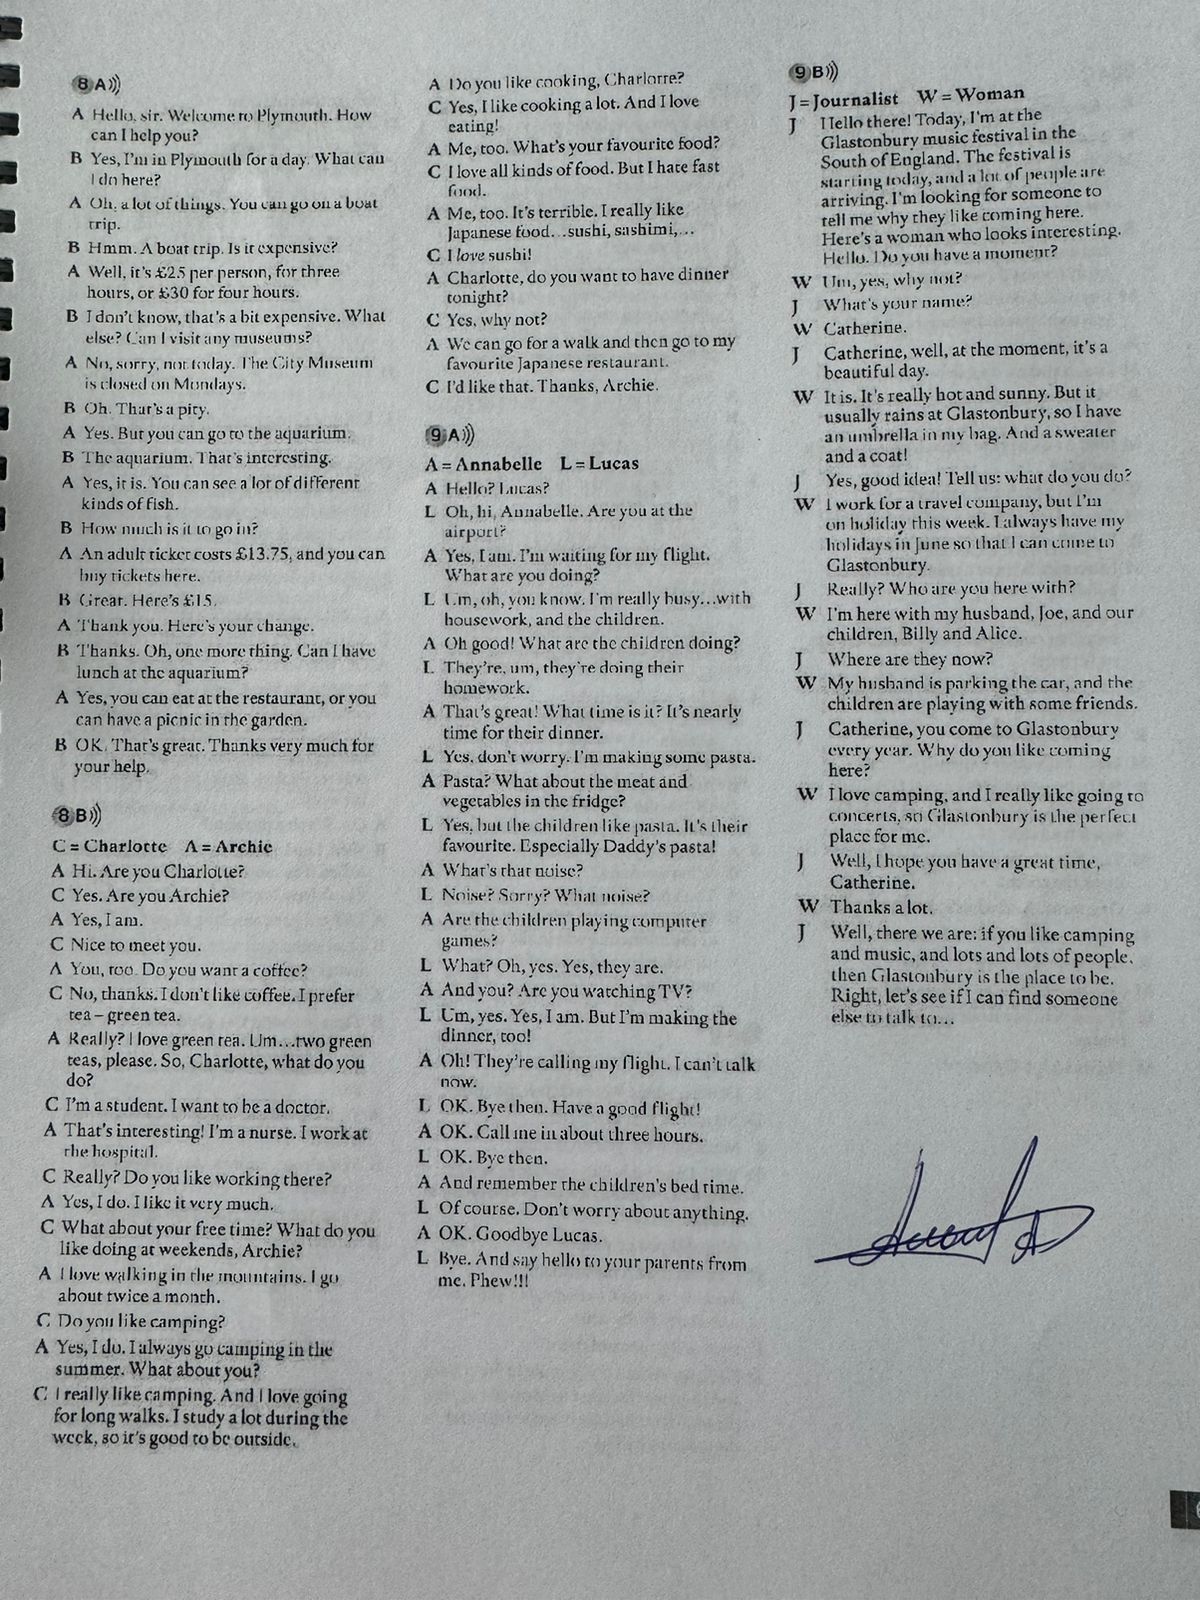 8 A
A Hello, sir. Welcome to Plymouth. How
can I help you?
B Yes, I'm in Plymouth for a day. What can
I do here?
A Oh, a lot of things. You can go on a boat
trip.
B Hmm. A boat trip. Is it expensive?
A Well, it's £25 per person, for three
hours, or £30 for four hours.
B I don't know, that's a bit expensive. What
else? Can I visit any museums?
A No, sorry, not today. The City Museum
is closed on Mondays.
B Oh. That's a pity.
A Yes. But you can go to the aquarium.
B The aquarium. That's interesting.
A Yes, it is. You can see a lot of different
kinds of fish.
B How much is it to go in?
A An adult ticket costs £13.75, and you can
buy tickets here.
B Great. Here's £15.
A Thank you. Here's your change.
B Thanks. Oh, one more thing. Can I have
lunch at the aquarium?
A Yes, you can eat at the restaurant, or you
can have a picnic in the garden.
B OK. That's great. Thanks very much for
your help.
8 B
C = Charlotte A = Archie
A Hi. Are you Charlotte?
C Yes. Are you Archie?
A Yes, I am.
C Nice to meet you.
A You, too. Do you want a coffee?
C No, thanks. I don't like coffee. I prefer
tea – green tea.
A Really? I love green tea. Um...two green
teas, please. So, Charlotte, what do you
do?
C I'm a student. I want to be a doctor.
A That's interesting! I'm a nurse. I work at
the hospital.
C Really? Do you like working there?
A Yes, I do. I like it very much.
C What about your free time? What do you
like doing at weekends, Archie?
A I love walking in the mountains. I go
about twice a month.
C Do you like camping?
A Yes, I do. I always go camping in the
summer. What about you?
C I really like camping. And I love going
for long walks. I study a lot during the
week, so it's good to be outside.
A Do you like cooking, Charlotte?
C Yes, I like cooking a lot. And I love
eating!
A Me, too. What's your favourite food?
C I love all kinds of food. But I hate fast
food.
A Me, too. It's terrible. I really like
Japanese food...sushi, sashimi,...
C I love sushi!
A Charlotte, do you want to have dinner
tonight?
C Yes, why not?
A We can go for a walk and then go to my
favourite Japanese restaurant.
C I'd like that. Thanks, Archie.
9 A
A = Annabelle L = Lucas
A Hello? Lucas?
L Oh, hi, Annabelle. Are you at the
airport?
A Yes, I am. I'm waiting for my flight.
What are you doing?
L Um, oh, you know. I'm really busy...with
housework, and the children.
A Oh good! What are the children doing?
L They're, um, they're doing their
homework.
A That's great! What time is it? It's nearly
time for their dinner.
L Yes, don't worry. I'm making some pasta.
A Pasta? What about the meat and
vegetables in the fridge?
L Yes, but the children like pasta. It's their
favourite. Especially Daddy's pasta!
A What's that noise?
L Noise? Sorry? What noise?
A Are the children playing computer
games?
L What? Oh, yes. Yes, they are.
A And you? Are you watching TV?
L Um, yes. Yes, I am. But I'm making the
dinner, too!
A Oh! They're calling my flight. I can't talk
now.
L OK. Bye then. Have a good flight!
A OK. Call me in about three hours.
L OK. Bye then.
A And remember the children's bed time.
L Of course. Don't worry about anything.
A OK. Goodbye Lucas.
L Bye. And say hello to your parents from
me. Phew!!!
9 B
J = Journalist W = Woman
J Hello there! Today, I'm at the
Glastonbury music festival in the
South of England. The festival is
starting today, and a lot of people are
arriving. I'm looking for someone to
tell me why they like coming here.
Here's a woman who looks interesting.
Hello. Do you have a moment?
W Um, yes, why not?
J What's your name?
W Catherine.
J Catherine, well, at the moment, it's a
beautiful day.
W It is. It's really hot and sunny. But it
usually rains at Glastonbury, so I have
an umbrella in my bag. And a sweater
and a coat!
J Yes, good idea! Tell us: what do you do?
W I work for a travel company, but I'm
on holiday this week. I always have my
holidays in June so that I can come to
Glastonbury.
J Really? Who are you here with?
W I'm here with my husband, Joe, and our
children, Billy and Alice.
J Where are they now?
W My husband is parking the car, and the
children are playing with some friends.
J Catherine, you come to Glastonbury
every year. Why do you like coming
here?
W I love camping, and I really like going to
concerts, so Glastonbury is the perfect
place for me.
J Well, I hope you have a great time,
Catherine.
W Thanks a lot.
J Well, there we are: if you like camping
and music, and lots and lots of people,
then Glastonbury is the place to be.
Right, let's see if I can find someone
else to talk to...